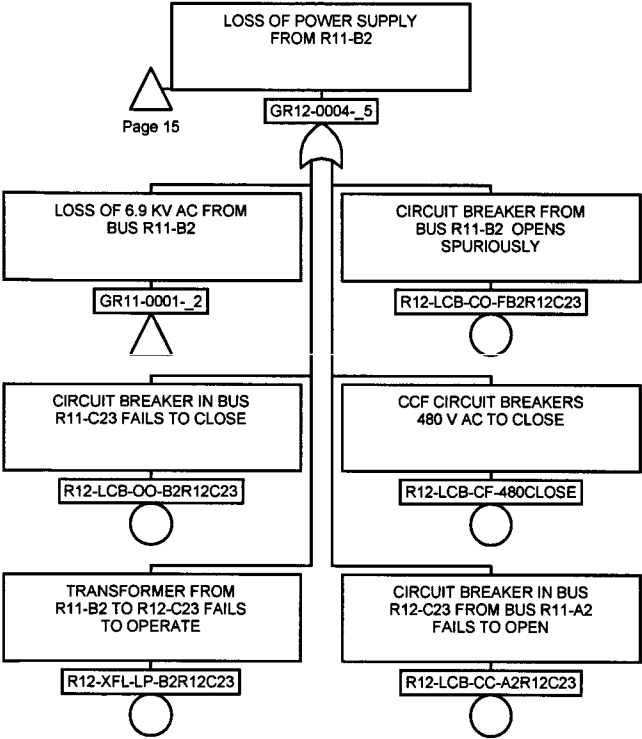 LOSS OF POWER SUPPLY
FROM R11-B2
Page 15
GR12-0004-_5
LOSS OF 6.9 KV AC FROM
BUS R11-B2
GR11-0001-_2
CIRCUIT BREAKER FROM
BUS R11-B2 OPENS
SPURIOUSLY
R12-LCB-CO-FB2R12C23
CIRCUIT BREAKER IN BUS
R11-C23 FAILS TO CLOSE
R12-LCB-OO-B2R12C23
CCF CIRCUIT BREAKERS
480 V AC TO CLOSE
R12-LCB-CF-480CLOSE
TRANSFORMER FROM
R11-B2 TO R12-C23 FAILS
TO OPERATE
R12-XFL-LP-B2R12C23
CIRCUIT BREAKER IN BUS
R12-C23 FROM BUS R11-A2
FAILS TO OPEN
R12-LCB-CC-A2R12C23